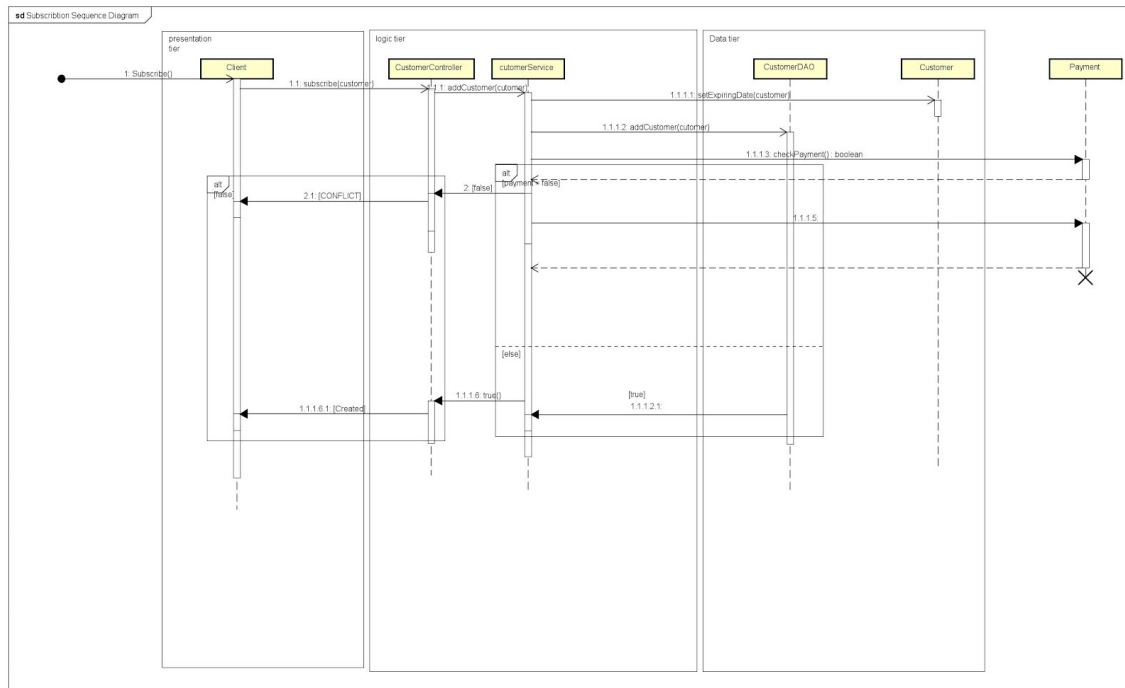 sd Subscribtion Sequence Diagram
presentation
tier
logic tier
Data tier
Client
CustomerController
cutomerService
CustomerDAO
Customer
Payment
1: Subscribe()
1.1: subscribe(customer)
1.1.1: addCustomer(cutomer)
1.1.1.1: setExpiringDate(customer)
1.1.1.2: addCustomer(cutomer)
1.1.1.3: checkPayment() : boolean
alt
[payment = false]
alt
[false]
2: [false]
2.1: [CONFLICT]
1.1.1.5:
[else]
1.1.1.6: true()
[true]
1.1.1.6.1: [Created]
1.1.1.2.1: